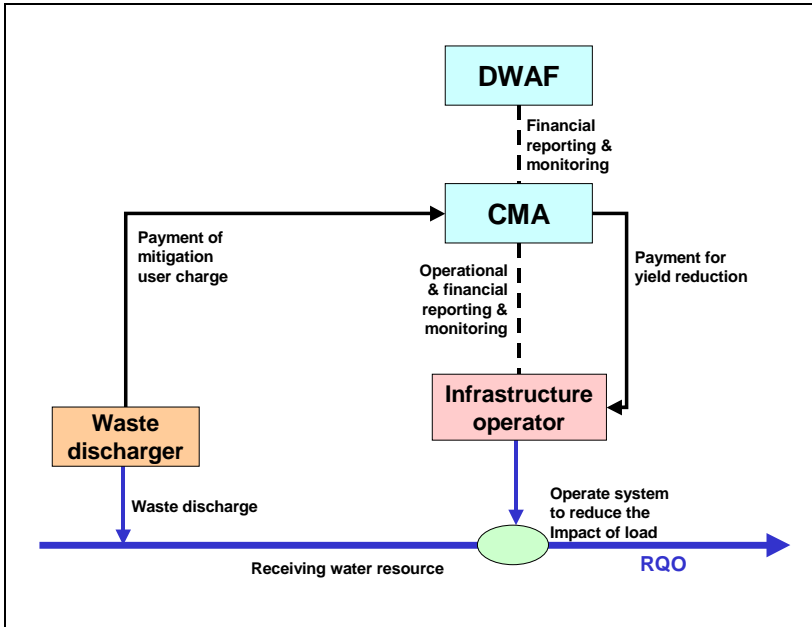 DWAF
Financial
reporting &
monitoring
CMA
Payment of
mitigation
user charge
Payment for
yield reduction
Operational
& financial
reporting &
monitoring
Infrastructure
operator
Waste
discharger
Waste discharge
Operate system
to reduce the
Impact of load
Receiving water resource
RQO